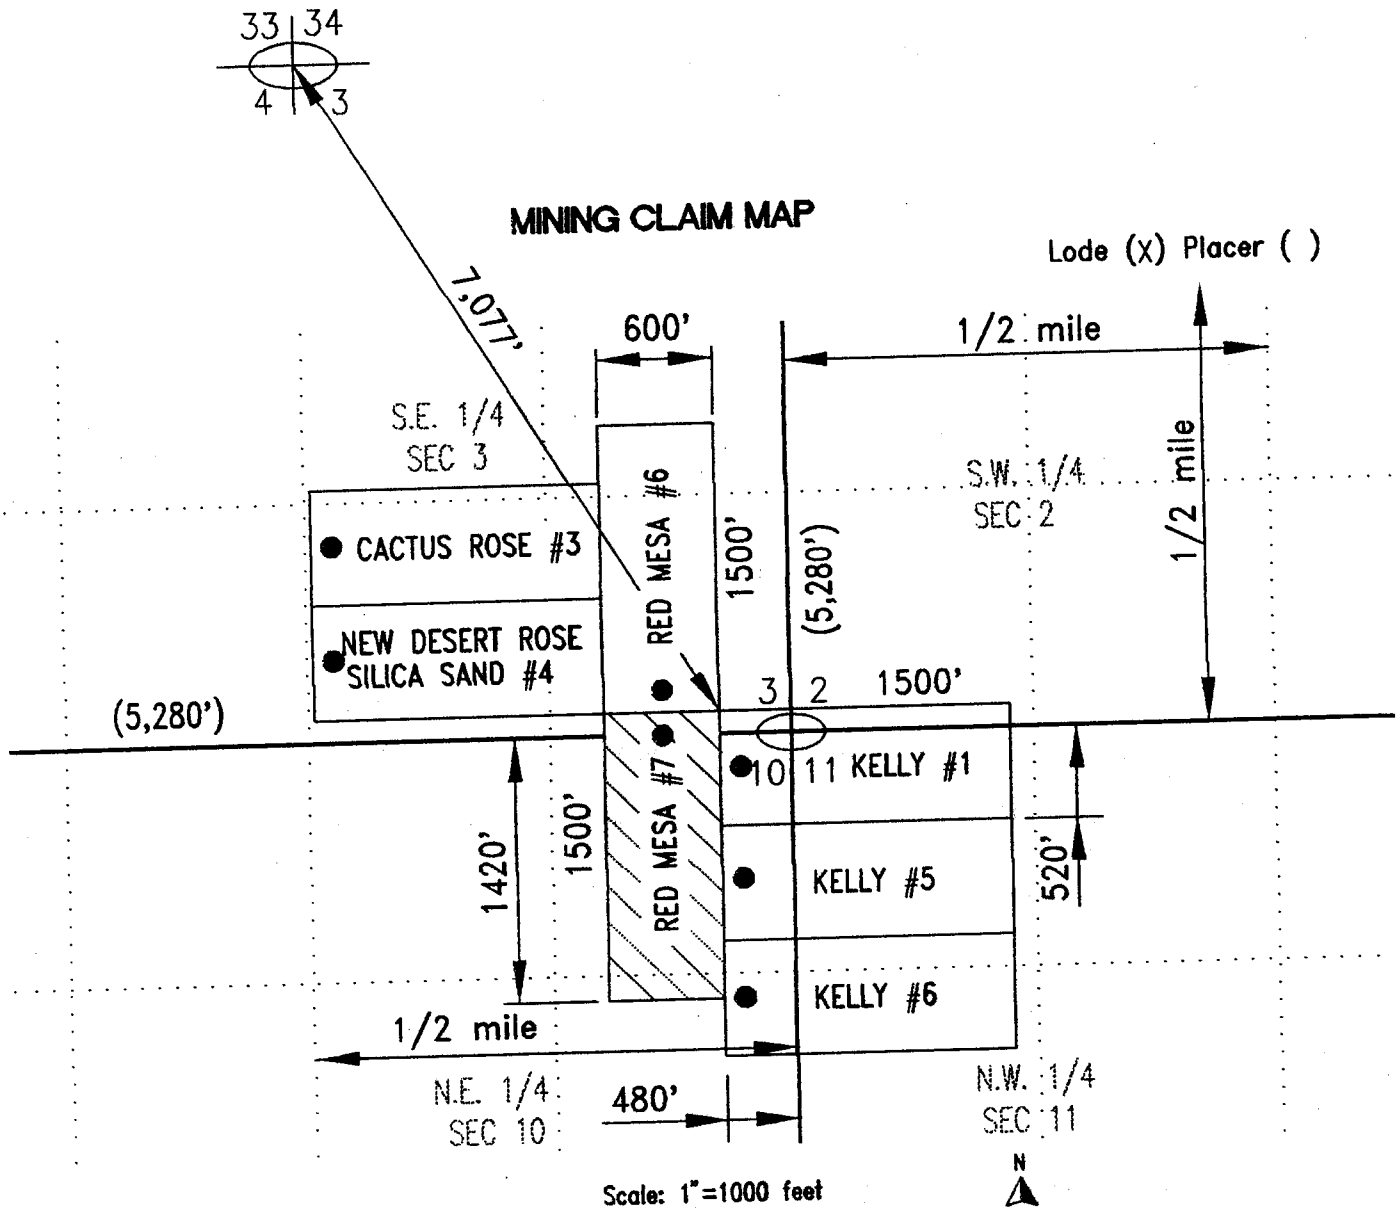 33 34
4 3
MINING CLAIM MAP
Lode (X) Placer ( )
7,077'
600'
1/2 mile
S.E. 1/4
SEC 3
S.W. 1/4
SEC 2
1/2 mile
RED MESA #6
1500'
(5,280')
CACTUS ROSE #3
NEW DESERT ROSE
SILICA SAND #4
(5,280')
3 2
1500'
10 11 KELLY #1
RED MESA #7
1420'
1500'
520'
KELLY #5
KELLY #6
1/2 mile
N.E. 1/4
SEC 10
480'
N.W. 1/4
SEC 11
N
Scale: 1"=1000 feet